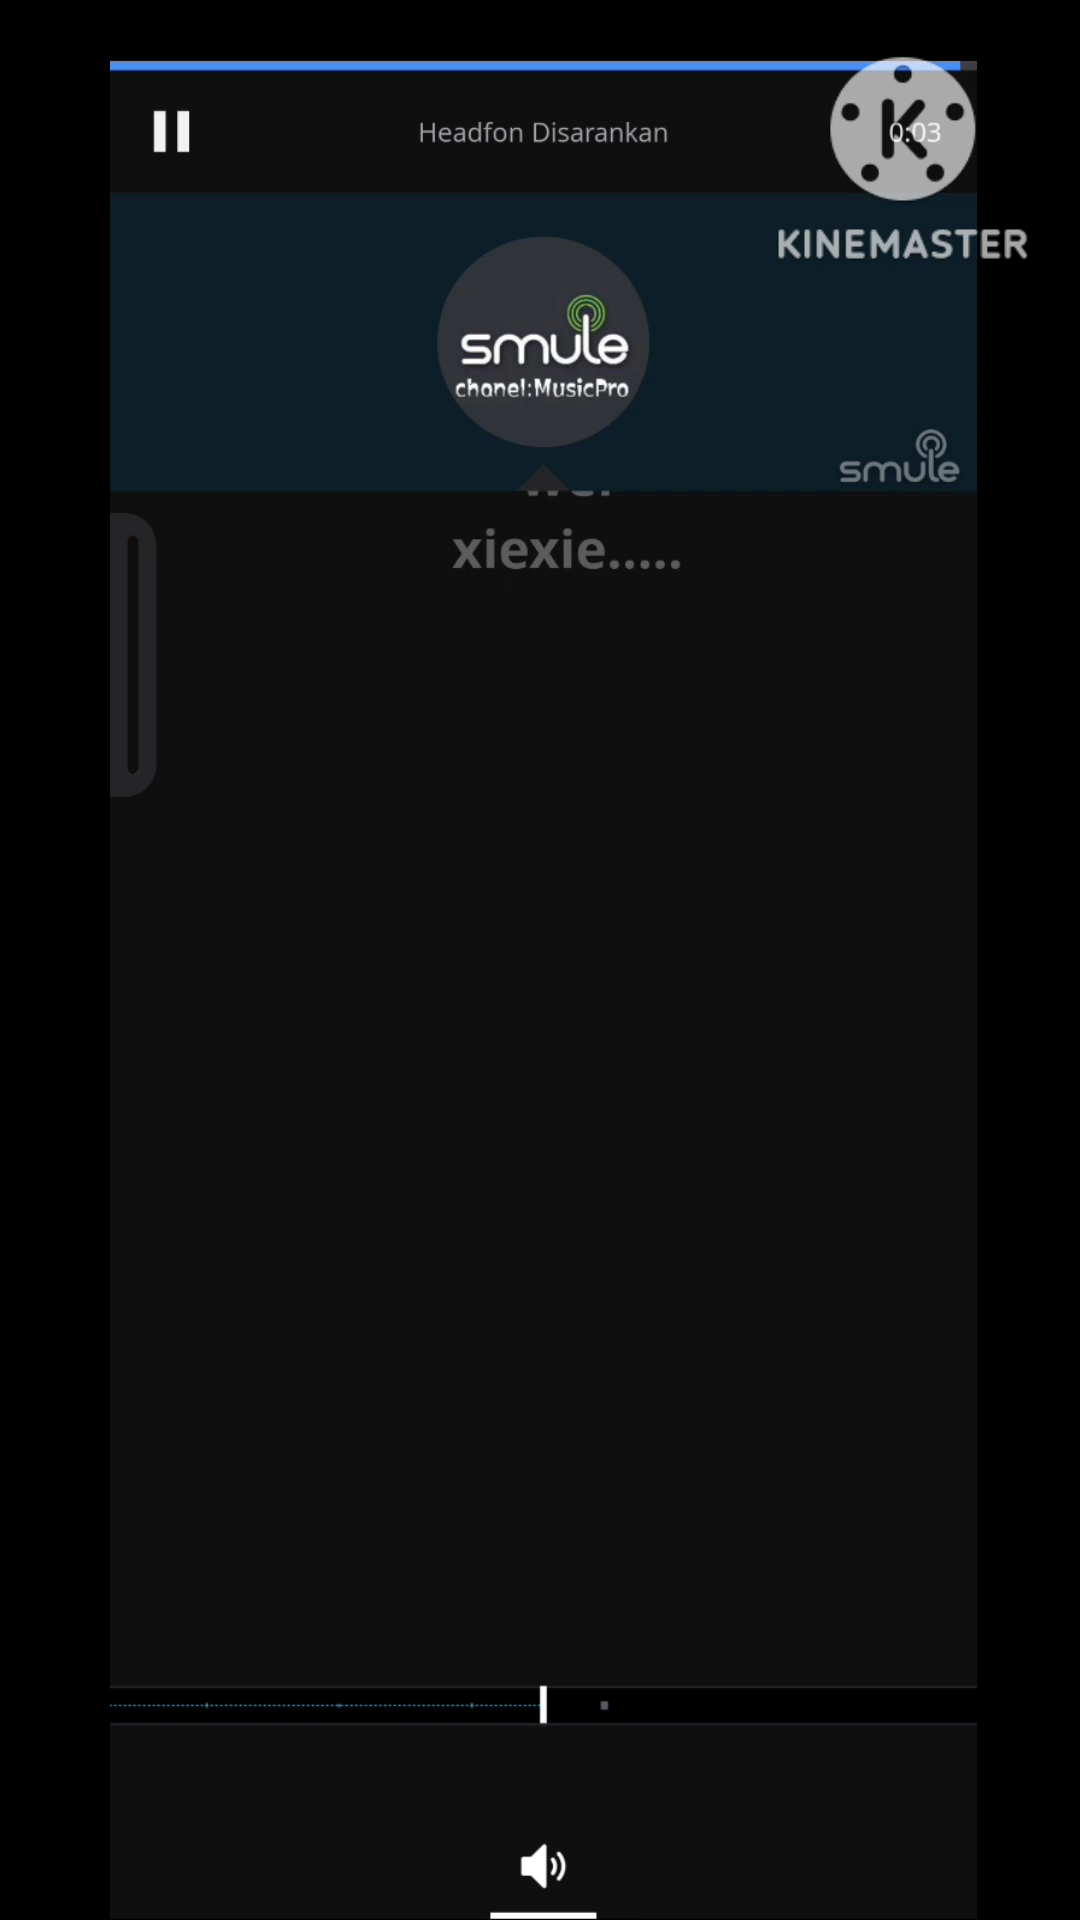 Headfon Disarankan
0:03
KINEMASTER
smule
chanel:MusicPro
smule
xiexie.....